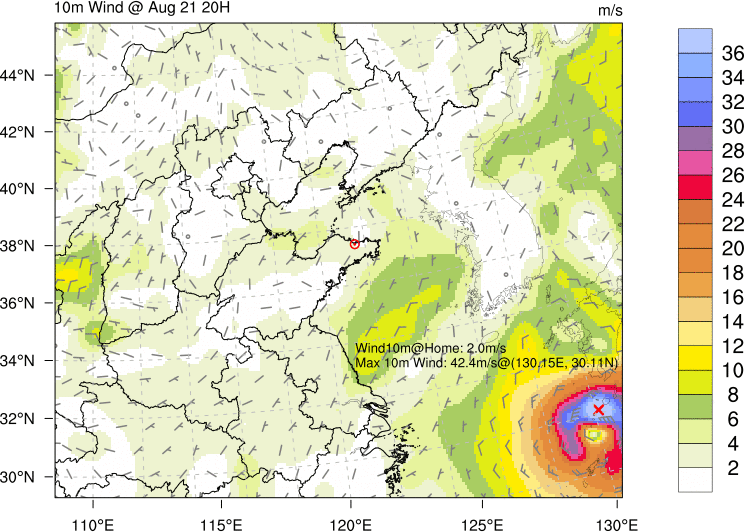 10m Wind @ Aug 21 20H
m/s
44°N
42°N
40°N
38°N
36°N
34°N
32°N
30°N
Wind10m@Home: 2.0m/s
Max 10m Wind: 42.4m/s@(130.15E, 30.11N)
110°E
115°E
120°E
125°E
130°E
36
34
32
30
28
26
24
22
20
18
16
14
12
10
8
6
4
2